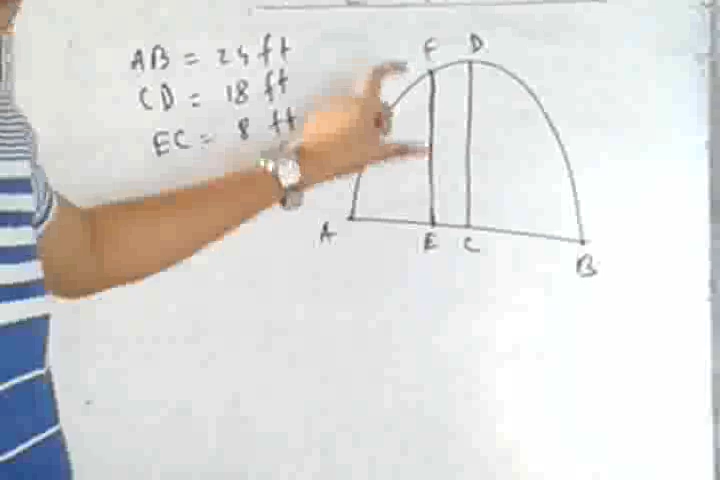 AB = 24 ft
CD = 18 ft
EC = 8 ft
F D
A E C B